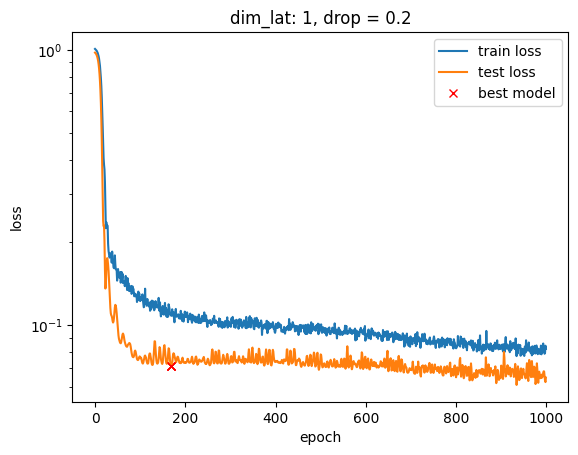 dim_lat: 1, drop = 0.2
10⁰
10⁻¹
loss
train loss
test loss
best model
0
200
400
600
800
1000
epoch